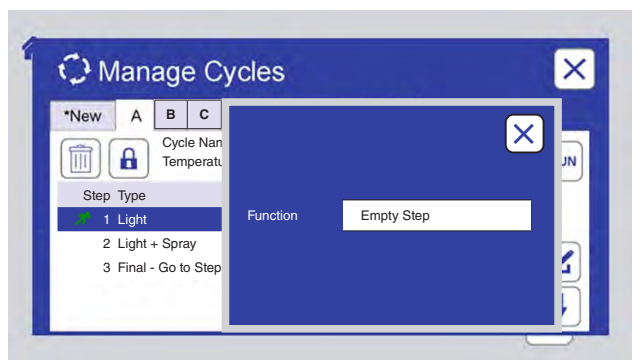 Manage Cycles
*New A B C
Cycle Nam
Temperatu
Step Type
1 Light
2 Light + Spray
3 Final - Go to Step
Function Empty Step
UN